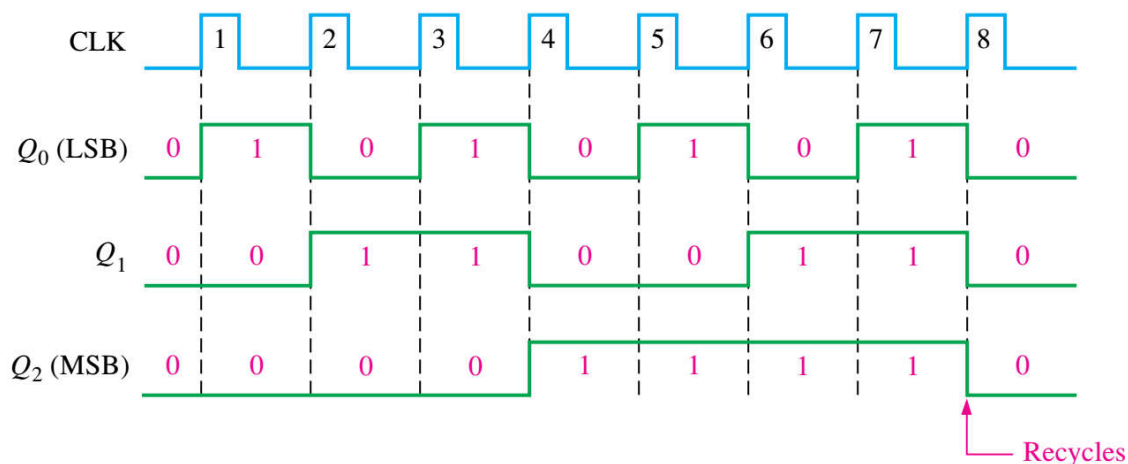 CLK 1 2 3 4 5 6 7 8
Q0 (LSB) 0 1 0 1 0 1 0 1 0
Q1 0 0 1 1 0 0 1 1 0
Q2 (MSB) 0 0 0 0 1 1 1 1 0
Recycles